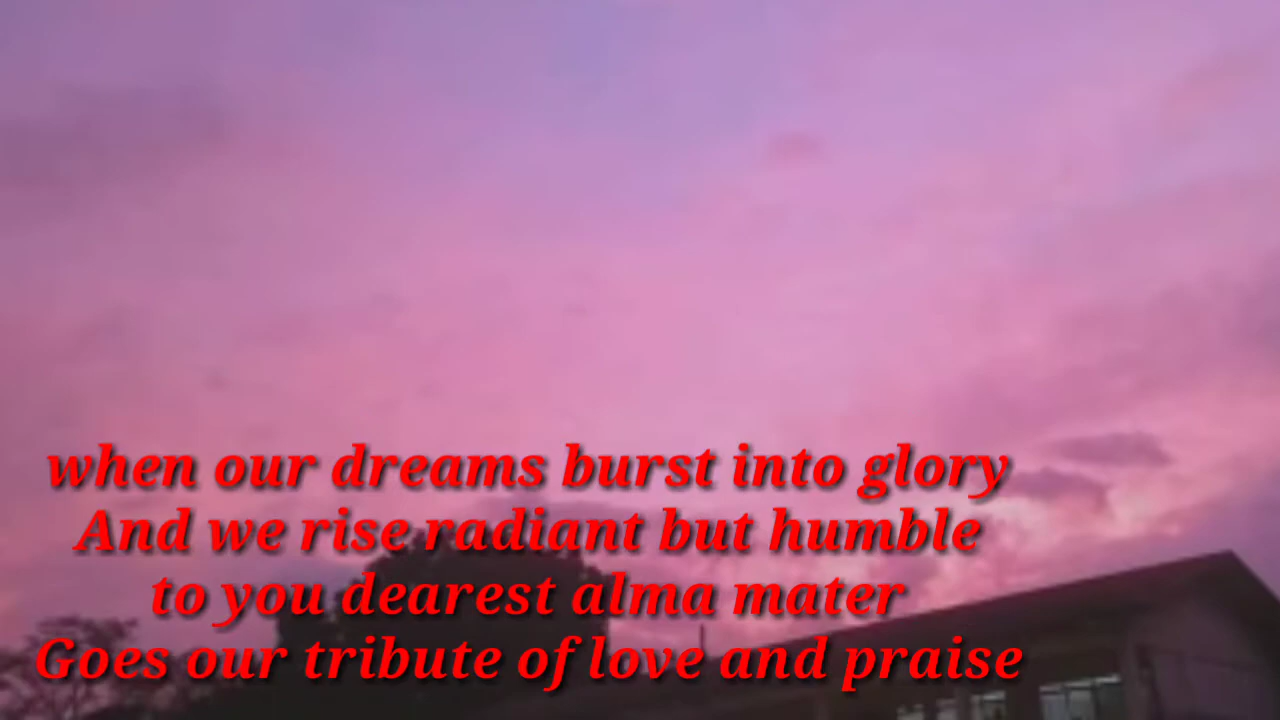 when our dreams burst into glory
And we rise radiant but humble
to you dearest alma mater
Goes our tribute of love and praise